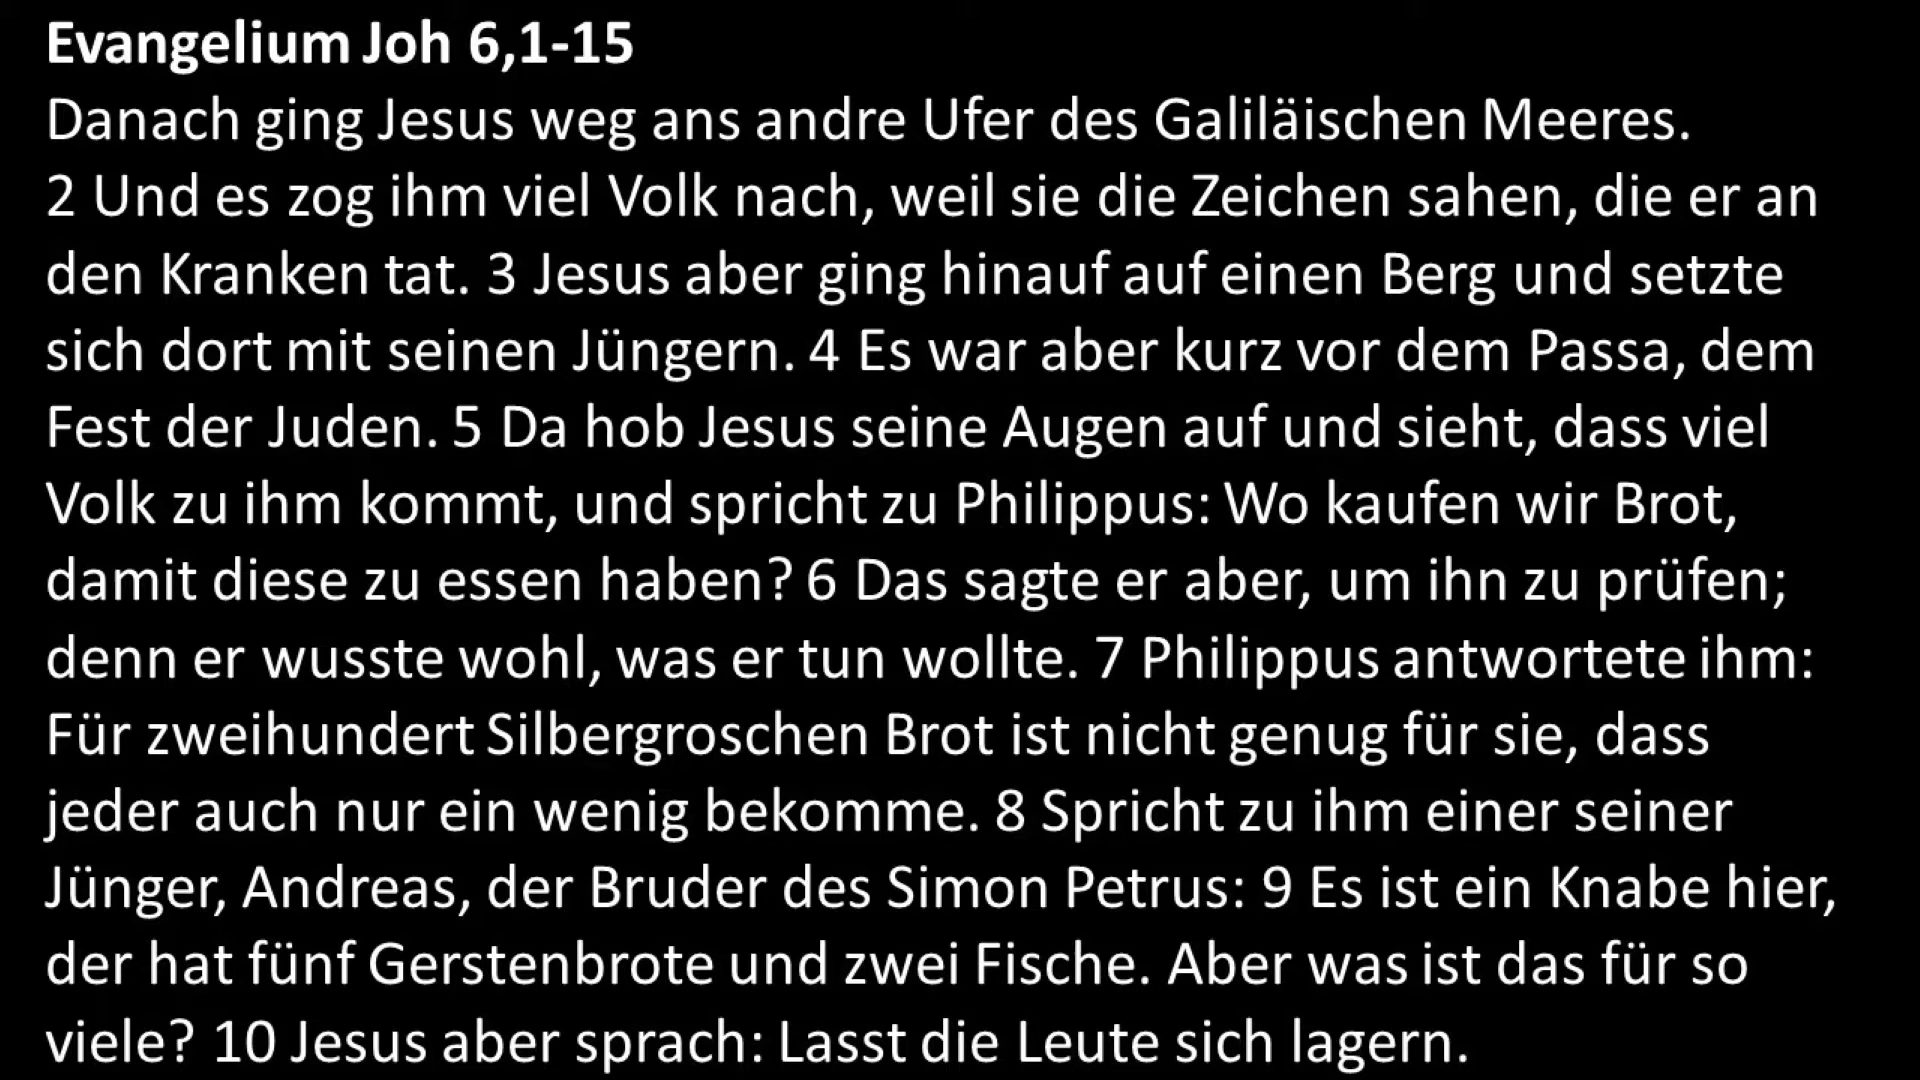 Evangelium Joh 6,1-15
Danach ging Jesus weg ans andre Ufer des Galiläischen Meeres.
2 Und es zog ihm viel Volk nach, weil sie die Zeichen sahen, die er an
den Kranken tat. 3 Jesus aber ging hinauf auf einen Berg und setzte
sich dort mit seinen Jüngern. 4 Es war aber kurz vor dem Passa, dem
Fest der Juden. 5 Da hob Jesus seine Augen auf und sieht, dass viel
Volk zu ihm kommt, und spricht zu Philippus: Wo kaufen wir Brot,
damit diese zu essen haben? 6 Das sagte er aber, um ihn zu prüfen;
denn er wusste wohl, was er tun wollte. 7 Philippus antwortete ihm:
Für zweihundert Silbergroschen Brot ist nicht genug für sie, dass
jeder auch nur ein wenig bekomme. 8 Spricht zu ihm einer seiner
Jünger, Andreas, der Bruder des Simon Petrus: 9 Es ist ein Knabe hier,
der hat fünf Gerstenbrote und zwei Fische. Aber was ist das für so
viele? 10 Jesus aber sprach: Lasst die Leute sich lagern.